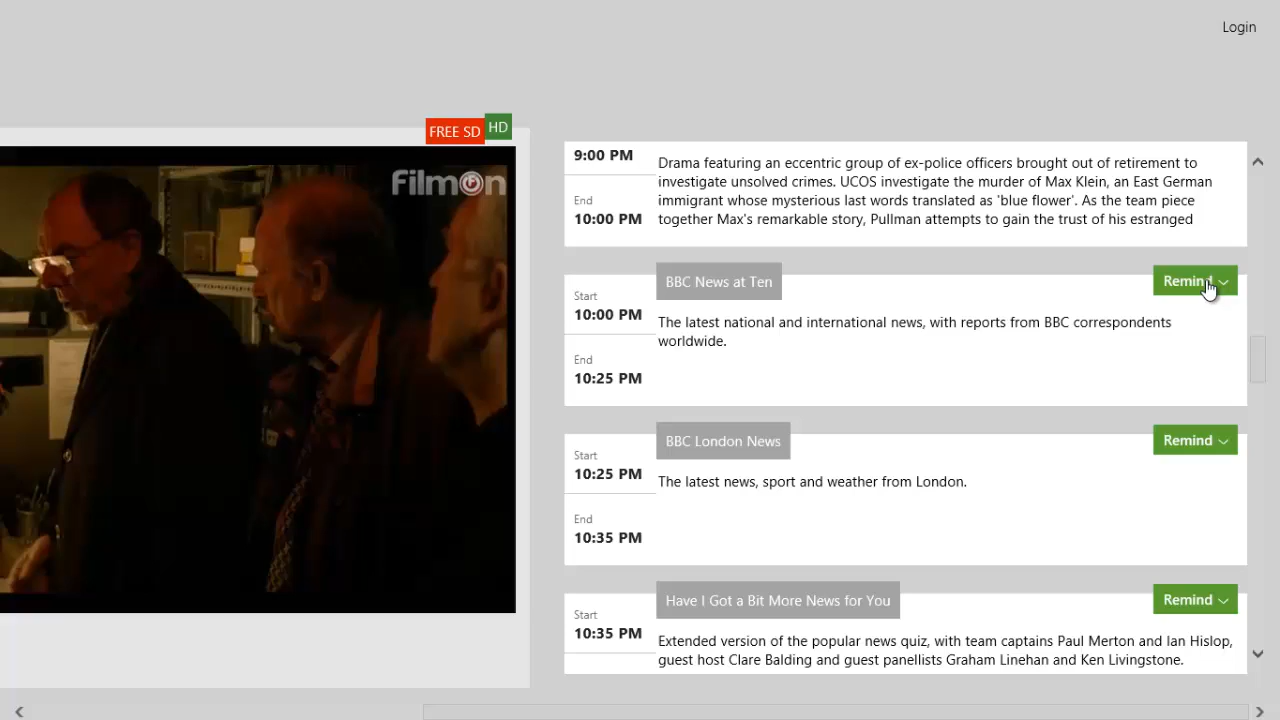 Login
FREE SD
HD
Filmon
9:00 PM
Drama featuring an eccentric group of ex-police officers brought out of retirement to
investigate unsolved crimes. UCOS investigate the murder of Max Klein, an East German
immigrant whose mysterious last words translated as 'blue flower'. As the team piece
together Max's remarkable story, Pullman attempts to gain the trust of his estranged
End
10:00 PM
BBC News at Ten
Remind
Start
10:00 PM
The latest national and international news, with reports from BBC correspondents
worldwide.
End
10:25 PM
BBC London News
Remind
Start
10:25 PM
The latest news, sport and weather from London.
End
10:35 PM
Have I Got a Bit More News for You
Remind
Start
10:35 PM
Extended version of the popular news quiz, with team captains Paul Merton and Ian Hislop,
guest host Clare Balding and guest panellists Graham Linehan and Ken Livingstone.